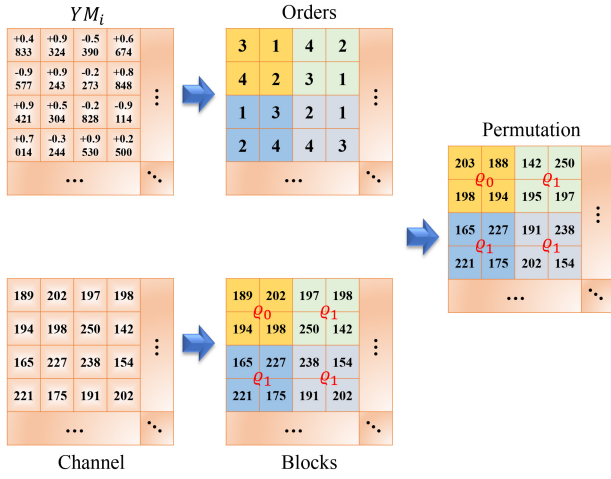 YMᵢ
Orders
+0.4 +0.9 -0.5 +0.6
833 324 390 674
-0.9 +0.9 -0.2 +0.8
577 243 273 848
+0.9 +0.5 -0.2 -0.9
421 304 828 114
+0.7 -0.3 +0.9 +0.2
014 244 530 500
⋮
...
⋱
3 1 4 2
4 2 3 1
1 3 2 1
2 4 4 3
⋮
...
⋱
Permutation
203 188 142 250
ϱ₀ ϱ₁
198 194 195 197
165 227 191 238
ϱ₁ ϱ₁
221 175 202 154
⋮
...
⋱
189 202 197 198
194 198 250 142
165 227 238 154
221 175 191 202
⋮
...
⋱
Channel
189 202 197 198
ϱ₀ ϱ₁
194 198 250 142
165 227 238 154
ϱ₁ ϱ₁
221 175 191 202
⋮
...
⋱
Blocks